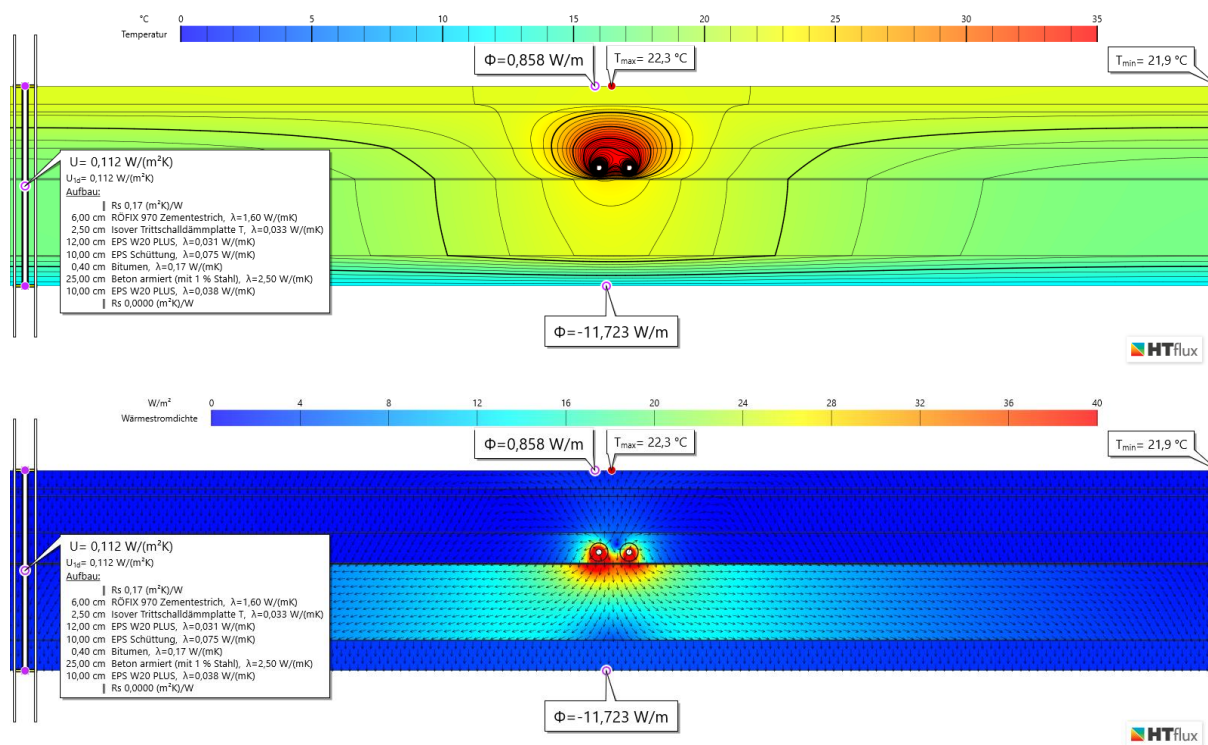 °C 0 5 10 15 20 25 30 35
Temperatur
Φ=0,858 W/m
Tmax= 22,3 °C
Tmin= 21,9 °C
U= 0,112 W/(m²K)
U1d= 0,112 W/(m²K)
Aufbau:
‖ Rs 0,17 (m²K)/W
6,00 cm RÖFIX 970 Zementestrich, λ=1,60 W/(mK)
2,50 cm Isover Trittschalldämmplatte T, λ=0,033 W/(mK)
12,00 cm EPS W20 PLUS, λ=0,031 W/(mK)
10,00 cm EPS Schüttung, λ=0,075 W/(mK)
0,40 cm Bitumen, λ=0,17 W/(mK)
25,00 cm Beton armiert (mit 1 % Stahl), λ=2,50 W/(mK)
10,00 cm EPS W20 PLUS, λ=0,038 W/(mK)
‖ Rs 0,0000 (m²K)/W
Φ=-11,723 W/m
HTflux
W/m² 0 4 8 12 16 20 24 28 32 36 40
Wärmestromdichte
Φ=0,858 W/m
Tmax= 22,3 °C
Tmin= 21,9 °C
U= 0,112 W/(m²K)
U1d= 0,112 W/(m²K)
Aufbau:
‖ Rs 0,17 (m²K)/W
6,00 cm RÖFIX 970 Zementestrich, λ=1,60 W/(mK)
2,50 cm Isover Trittschalldämmplatte T, λ=0,033 W/(mK)
12,00 cm EPS W20 PLUS, λ=0,031 W/(mK)
10,00 cm EPS Schüttung, λ=0,075 W/(mK)
0,40 cm Bitumen, λ=0,17 W/(mK)
25,00 cm Beton armiert (mit 1 % Stahl), λ=2,50 W/(mK)
10,00 cm EPS W20 PLUS, λ=0,038 W/(mK)
‖ Rs 0,0000 (m²K)/W
Φ=-11,723 W/m
HTflux